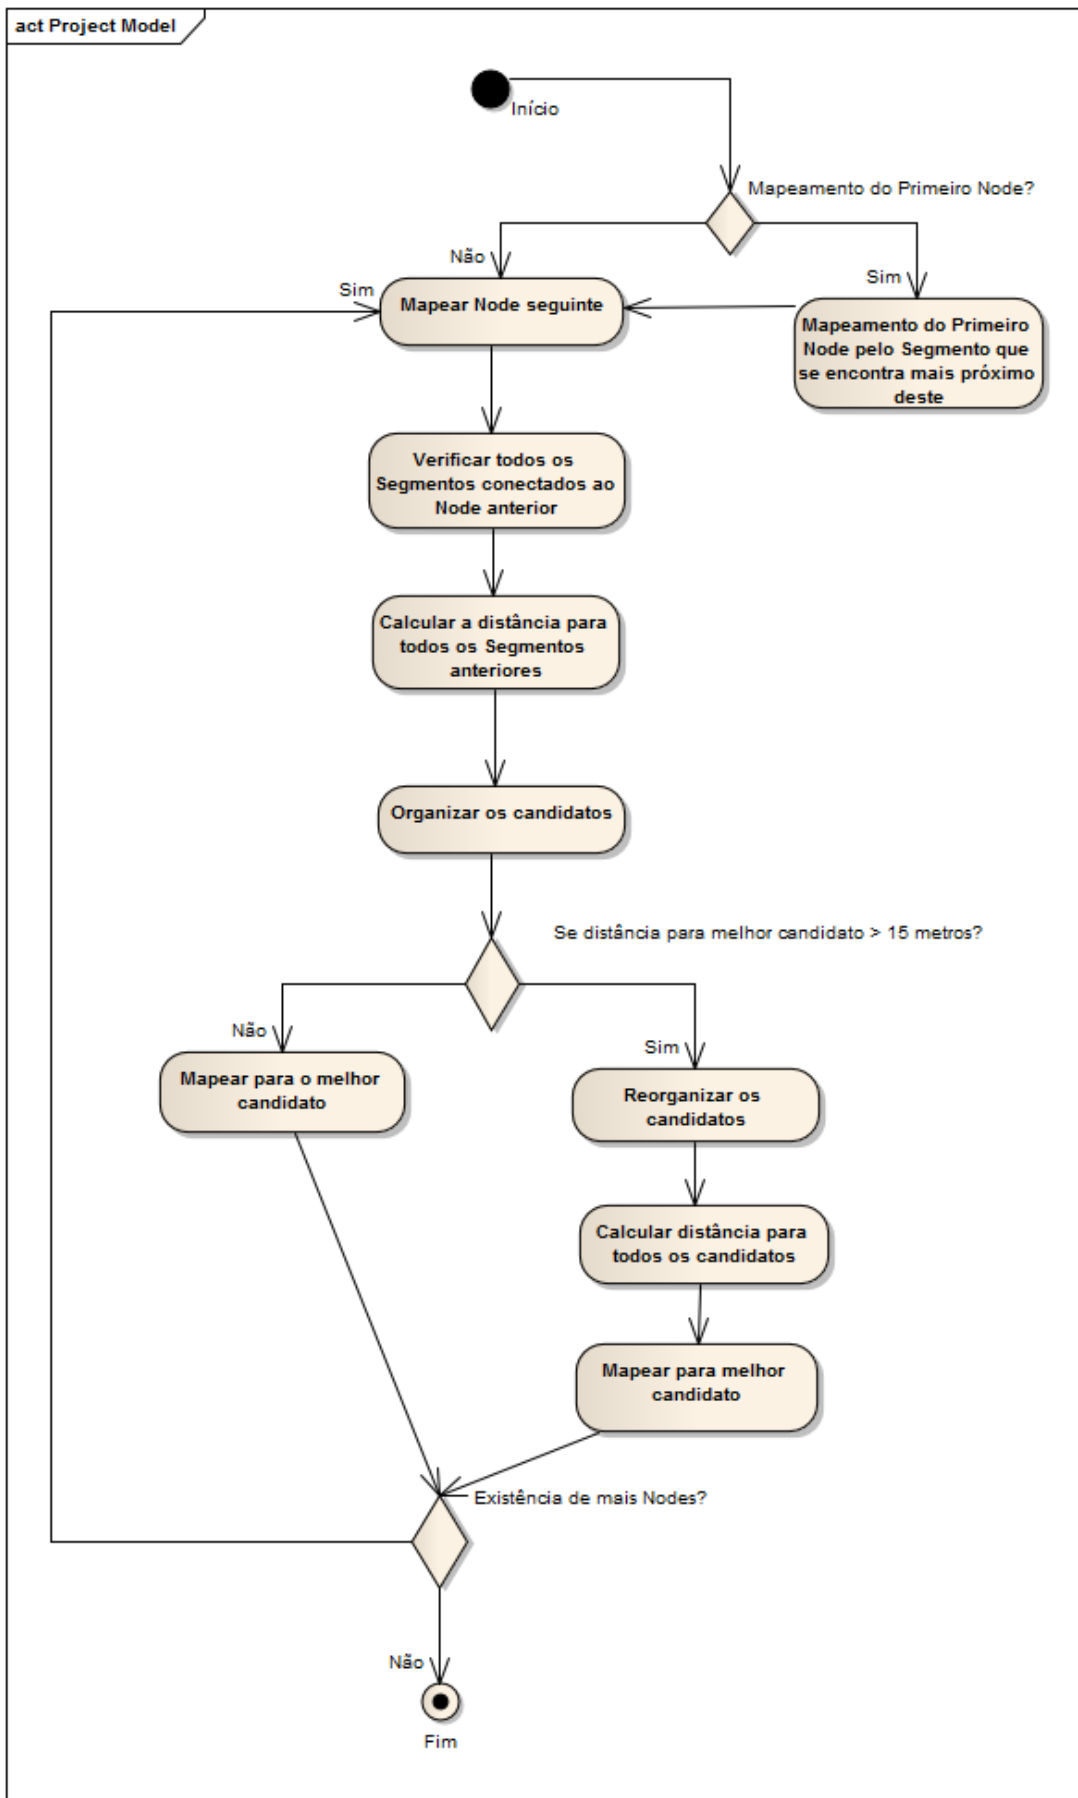 act Project Model
Início
Mapeamento do Primeiro Node?
Não
Sim
Sim
Mapear Node seguinte
Mapeamento do Primeiro
Node pelo Segmento que
se encontra mais próximo
deste
Verificar todos os
Segmentos conectados ao
Node anterior
Calcular a distância para
todos os Segmentos
anteriores
Organizar os candidatos
Se distância para melhor candidato > 15 metros?
Não
Sim
Mapear para o melhor
candidato
Reorganizar os
candidatos
Calcular distância para
todos os candidatos
Mapear para melhor
candidato
Existência de mais Nodes?
Não
Fim